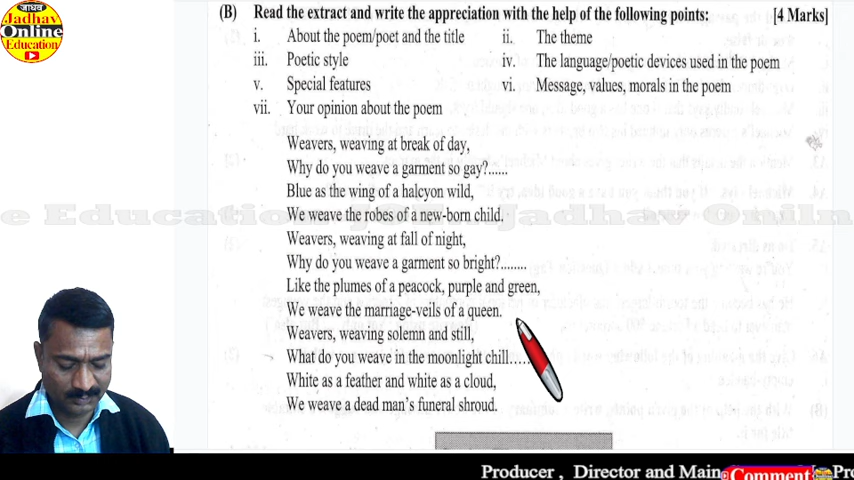 जाधव
Jadhav
Online
Education
(B) Read the extract and write the appreciation with the help of the following points: [4 Marks]
i. About the poem/poet and the title ii. The theme
iii. Poetic style iv. The language/poetic devices used in the poem
v. Special features vi. Message, values, morals in the poem
vii. Your opinion about the poem
Weavers, weaving at break of day,
Why do you weave a garment so gay?......
Blue as the wing of a halcyon wild,
We weave the robes of a new-born child.
Weavers, weaving at fall of night,
Why do you weave a garment so bright?........
Like the plumes of a peacock, purple and green,
We weave the marriage-veils of a queen.
Weavers, weaving solemn and still,
What do you weave in the moonlight chill.....
White as a feather and white as a cloud,
We weave a dead man's funeral shroud.
e Education Jadhav Onilne
Producer , Director and Main
Comment